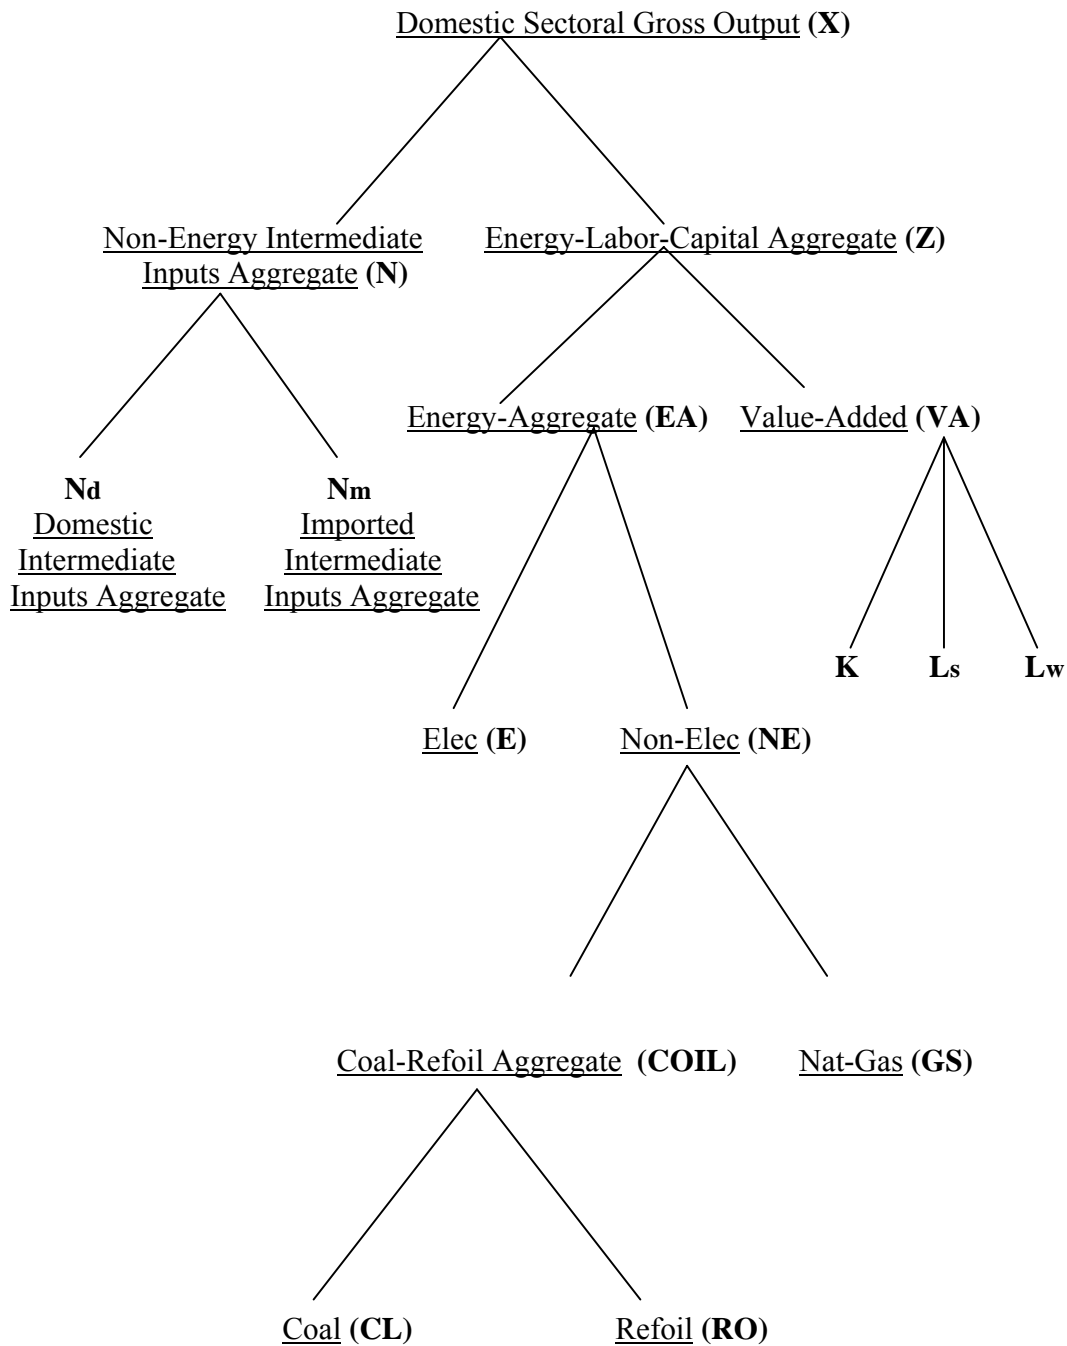 Domestic Sectoral Gross Output (X)
Non-Energy Intermediate
Inputs Aggregate (N)
Energy-Labor-Capital Aggregate (Z)
Energy-Aggregate (EA)
Value-Added (VA)
Nd
Domestic
Intermediate
Inputs Aggregate
Nm
Imported
Intermediate
Inputs Aggregate
K
Ls
Lw
Elec (E)
Non-Elec (NE)
Coal-Refoil Aggregate (COIL)
Nat-Gas (GS)
Coal (CL)
Refoil (RO)